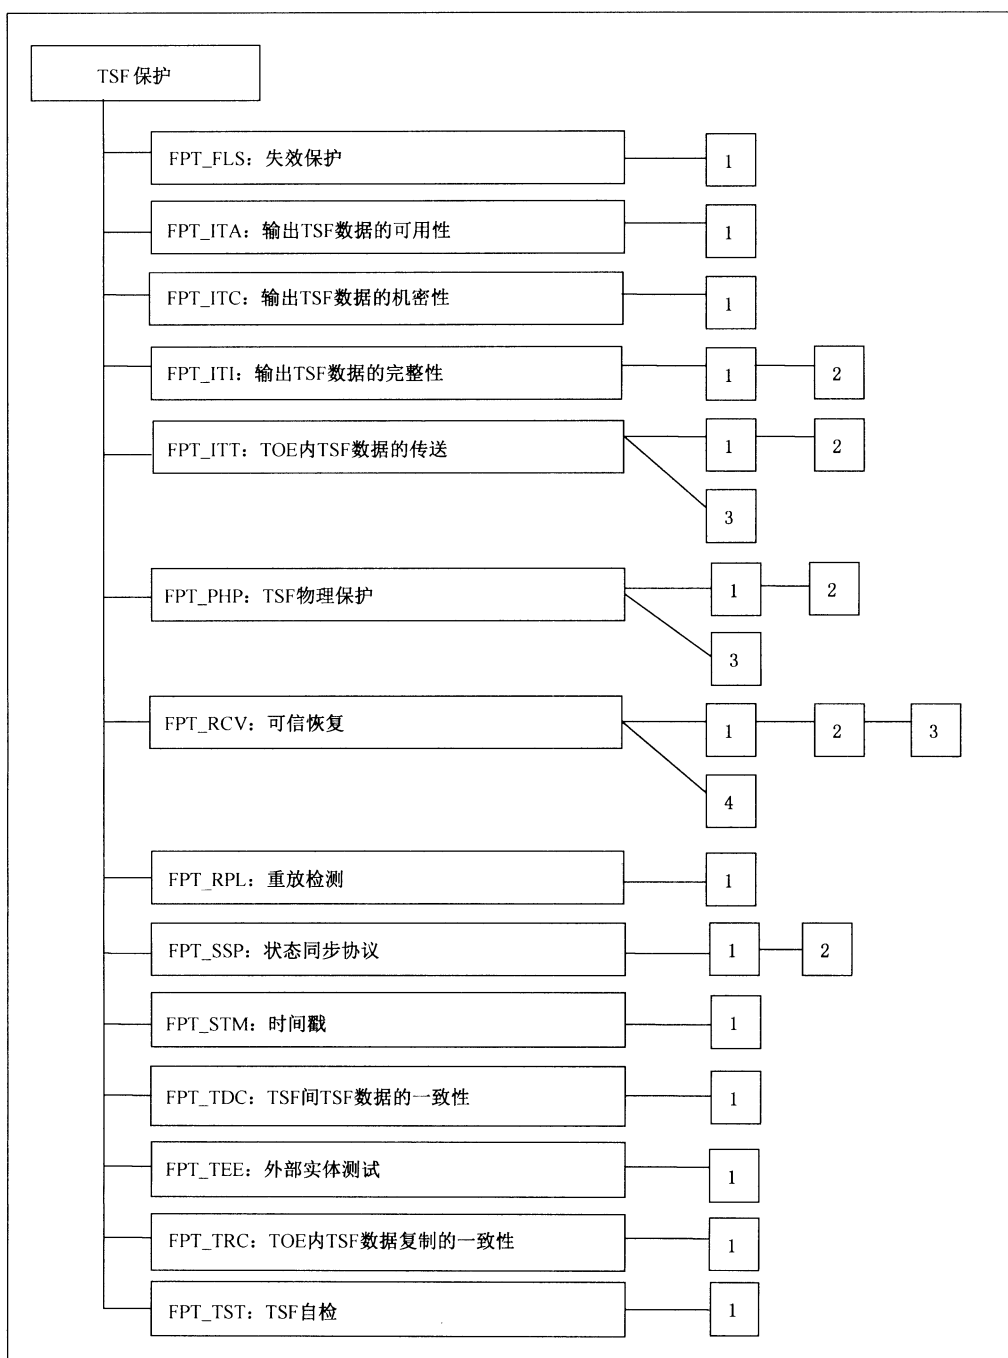 TSF保护
FPT_FLS：失效保护 1
FPT_ITA：输出TSF数据的可用性 1
FPT_ITC：输出TSF数据的机密性 1
FPT_ITI：输出TSF数据的完整性 1 2
FPT_ITT：TOE内TSF数据的传送 1 2
3
FPT_PHP：TSF物理保护 1 2
3
FPT_RCV：可信恢复 1 2 3
4
FPT_RPL：重放检测 1
FPT_SSP：状态同步协议 1 2
FPT_STM：时间戳 1
FPT_TDC：TSF间TSF数据的一致性 1
FPT_TEE：外部实体测试 1
FPT_TRC：TOE内TSF数据复制的一致性 1
FPT_TST：TSF自检 1